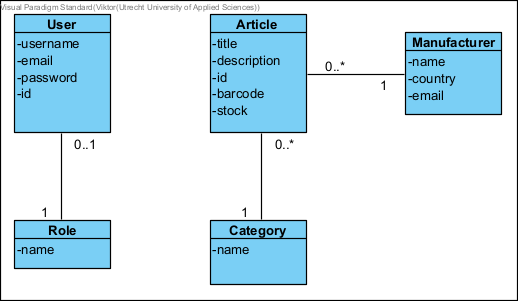 Visual Paradigm Standard(Viktor(Utrecht University of Applied Sciences))
User
-username
-email
-password
-id
0..1
1
Role
-name
Article
-title
-description
-id
-barcode
-stock
0..*
1
Manufacturer
-name
-country
-email
0..*
1
Category
-name